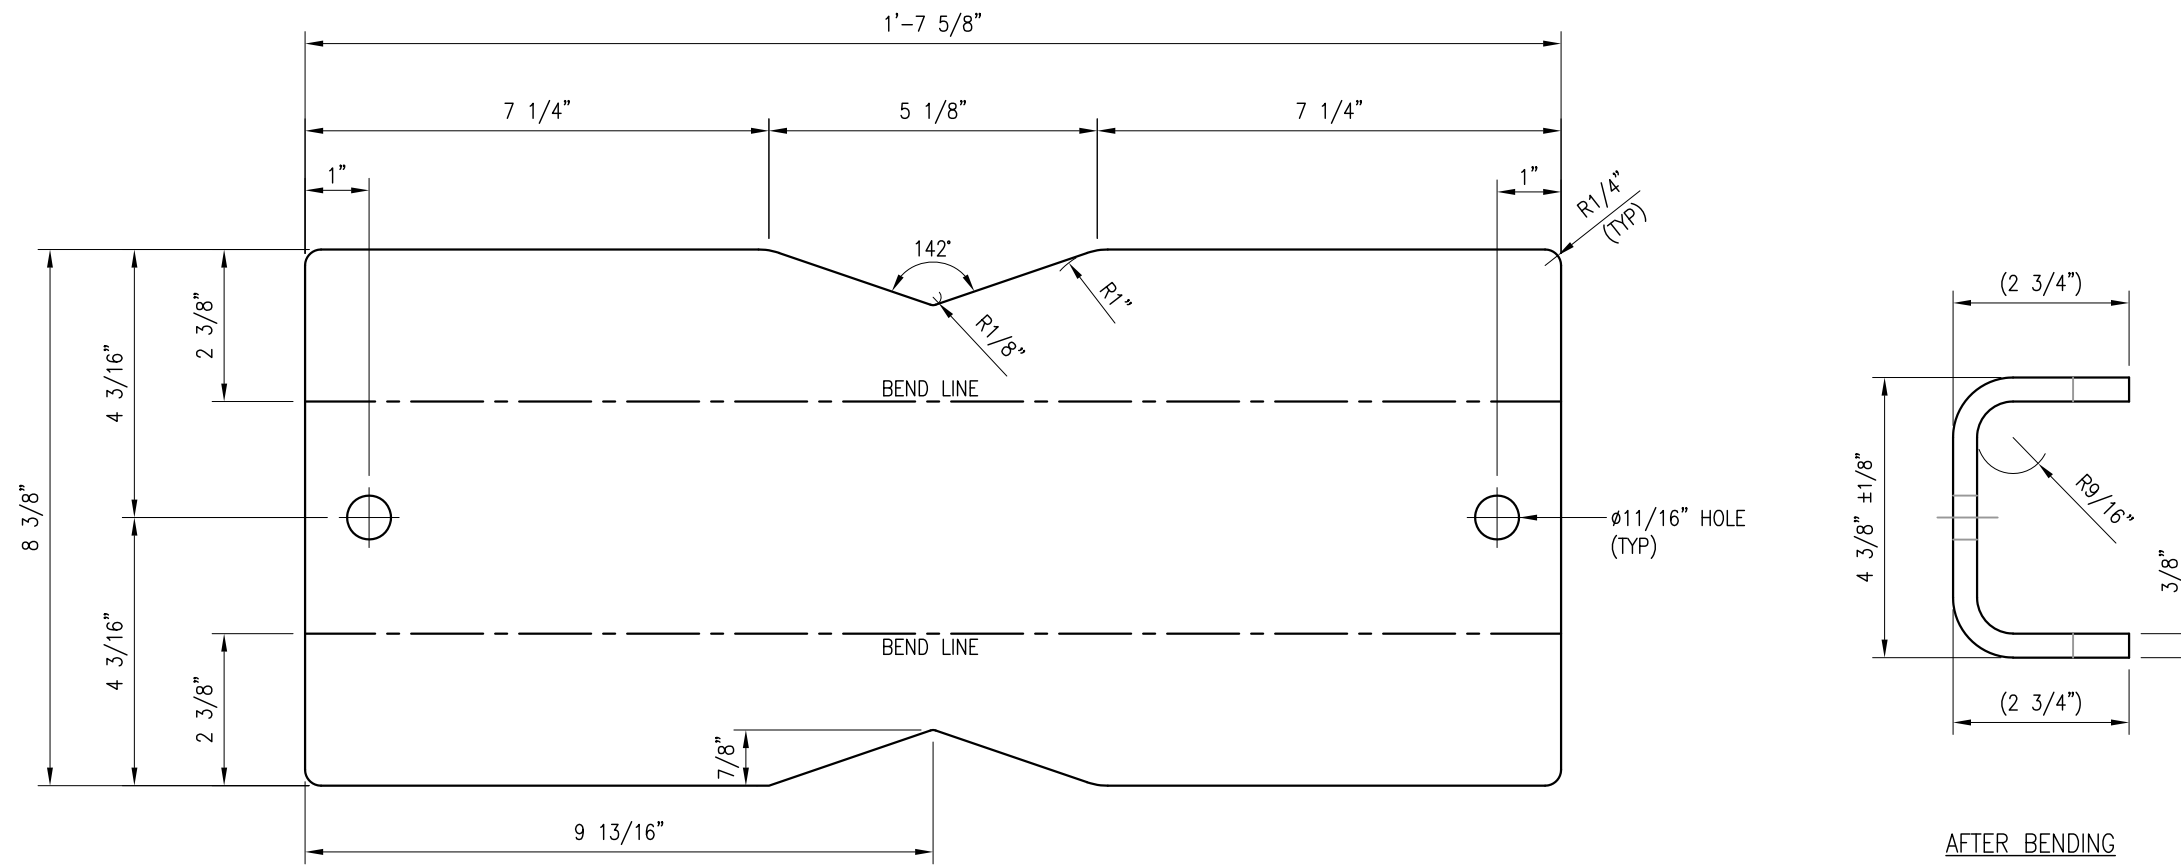 1'-7 5/8"
7 1/4"
5 1/8"
7 1/4"
1"
1"
R1/4"
(TYP)
142°
R1"
R1/8"
2 3/8"
4 3/16"
8 3/8"
BEND LINE
ø11/16" HOLE
(TYP)
4 3/16"
2 3/8"
BEND LINE
7/8"
9 13/16"
(2 3/4")
4 3/8" ±1/8"
R9/16"
3/8"
(2 3/4")
AFTER BENDING